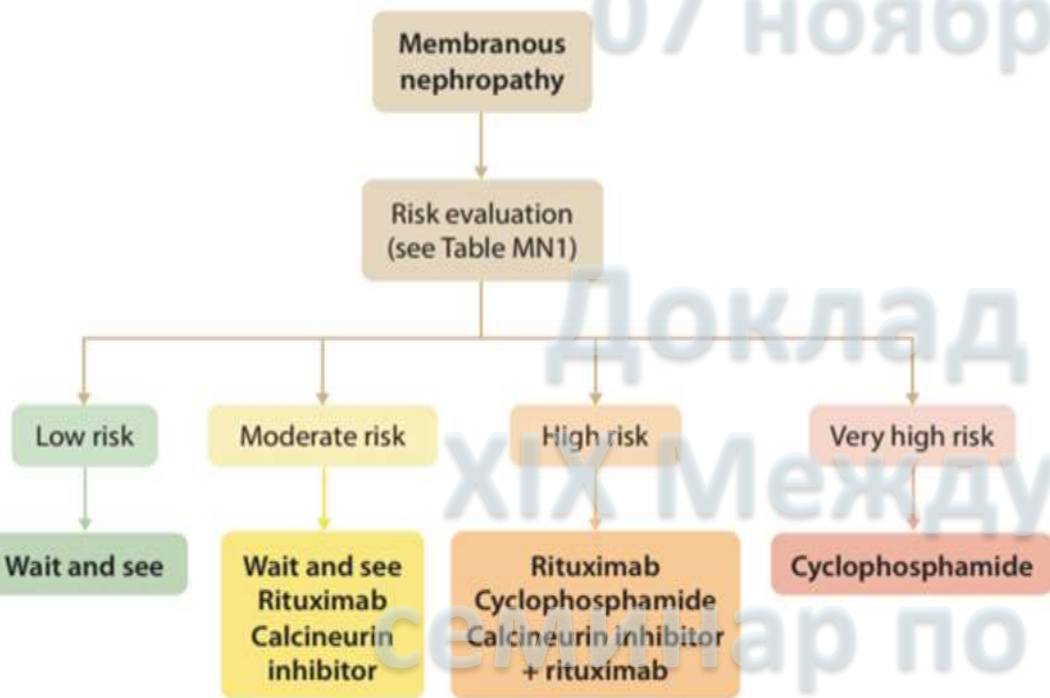 07 ноябр
Membranous
nephropathy
Risk evaluation
(see Table MN1)
Доклад
Low risk
Moderate risk
High risk
Very high risk
XIX Между
Wait and see
Wait and see
Rituximab
Calcineurin
inhibitor
Rituximab
Cyclophosphamide
Calcineurin inhibitor
+ rituximab
Cyclophosphamide
семинар по